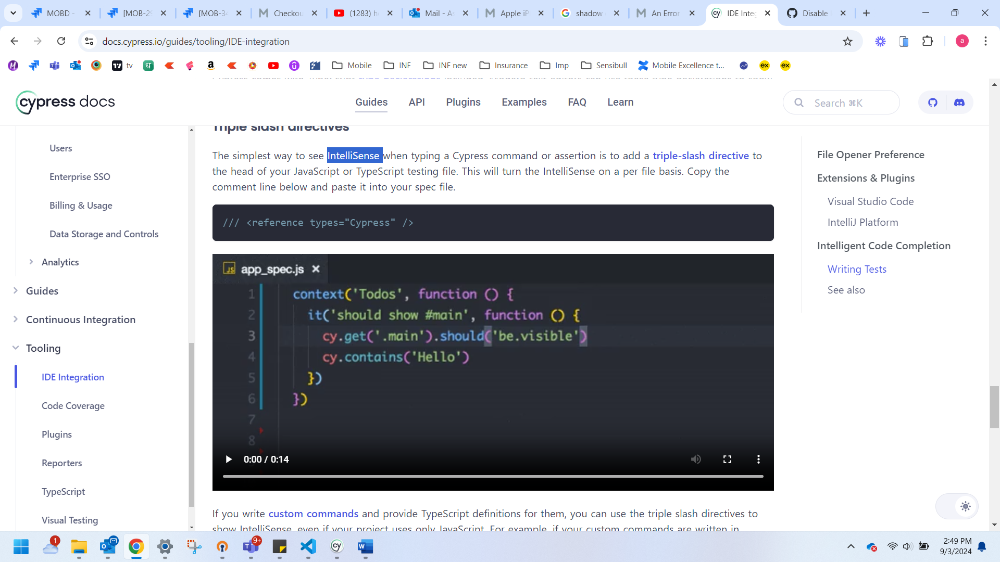 MOBD -
[MOB-29
[MOB-34
Checkou
(1283) h
Mail - As
Apple iP
shadow
An Error
IDE Integ
Disable
docs.cypress.io/guides/tooling/IDE-integration
a
tv
Mobile
INF
INF new
Insurance
Imp
Sensibull
Mobile Excellence t...
ex
ex
cypress docs
Guides
API
Plugins
Examples
FAQ
Learn
Search ⌘K
Users
Enterprise SSO
Billing & Usage
Data Storage and Controls
Analytics
Guides
Continuous Integration
Tooling
IDE Integration
Code Coverage
Plugins
Reporters
TypeScript
Visual Testing
Triple slash directives
The simplest way to see IntelliSense when typing a Cypress command or assertion is to add a triple-slash directive to
the head of your JavaScript or TypeScript testing file. This will turn the IntelliSense on a per file basis. Copy the
comment line below and paste it into your spec file.
/// <reference types="Cypress" />
JS app_spec.js
1 context('Todos', function () {
2 it('should show #main', function () {
3 cy.get('.main').should('be.visible')
4 cy.contains('Hello')
5 })
6 })
7
8
0:00 / 0:14
If you write custom commands and provide TypeScript definitions for them, you can use the triple slash directives to
show IntelliSense, even if your project uses only JavaScript. For example, if your custom commands are written in
File Opener Preference
Extensions & Plugins
Visual Studio Code
IntelliJ Platform
Intelligent Code Completion
Writing Tests
See also
1
9+
2:49 PM
9/3/2024